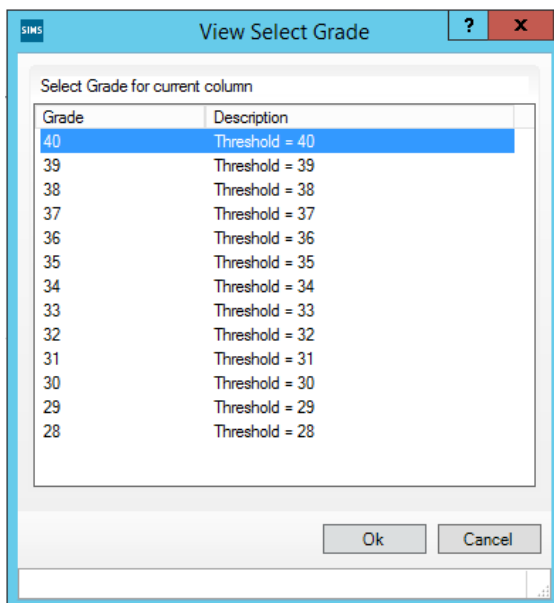 SIMS View Select Grade ? x
Select Grade for current column
Grade Description
40 Threshold = 40
39 Threshold = 39
38 Threshold = 38
37 Threshold = 37
36 Threshold = 36
35 Threshold = 35
34 Threshold = 34
33 Threshold = 33
32 Threshold = 32
31 Threshold = 31
30 Threshold = 30
29 Threshold = 29
28 Threshold = 28
Ok Cancel